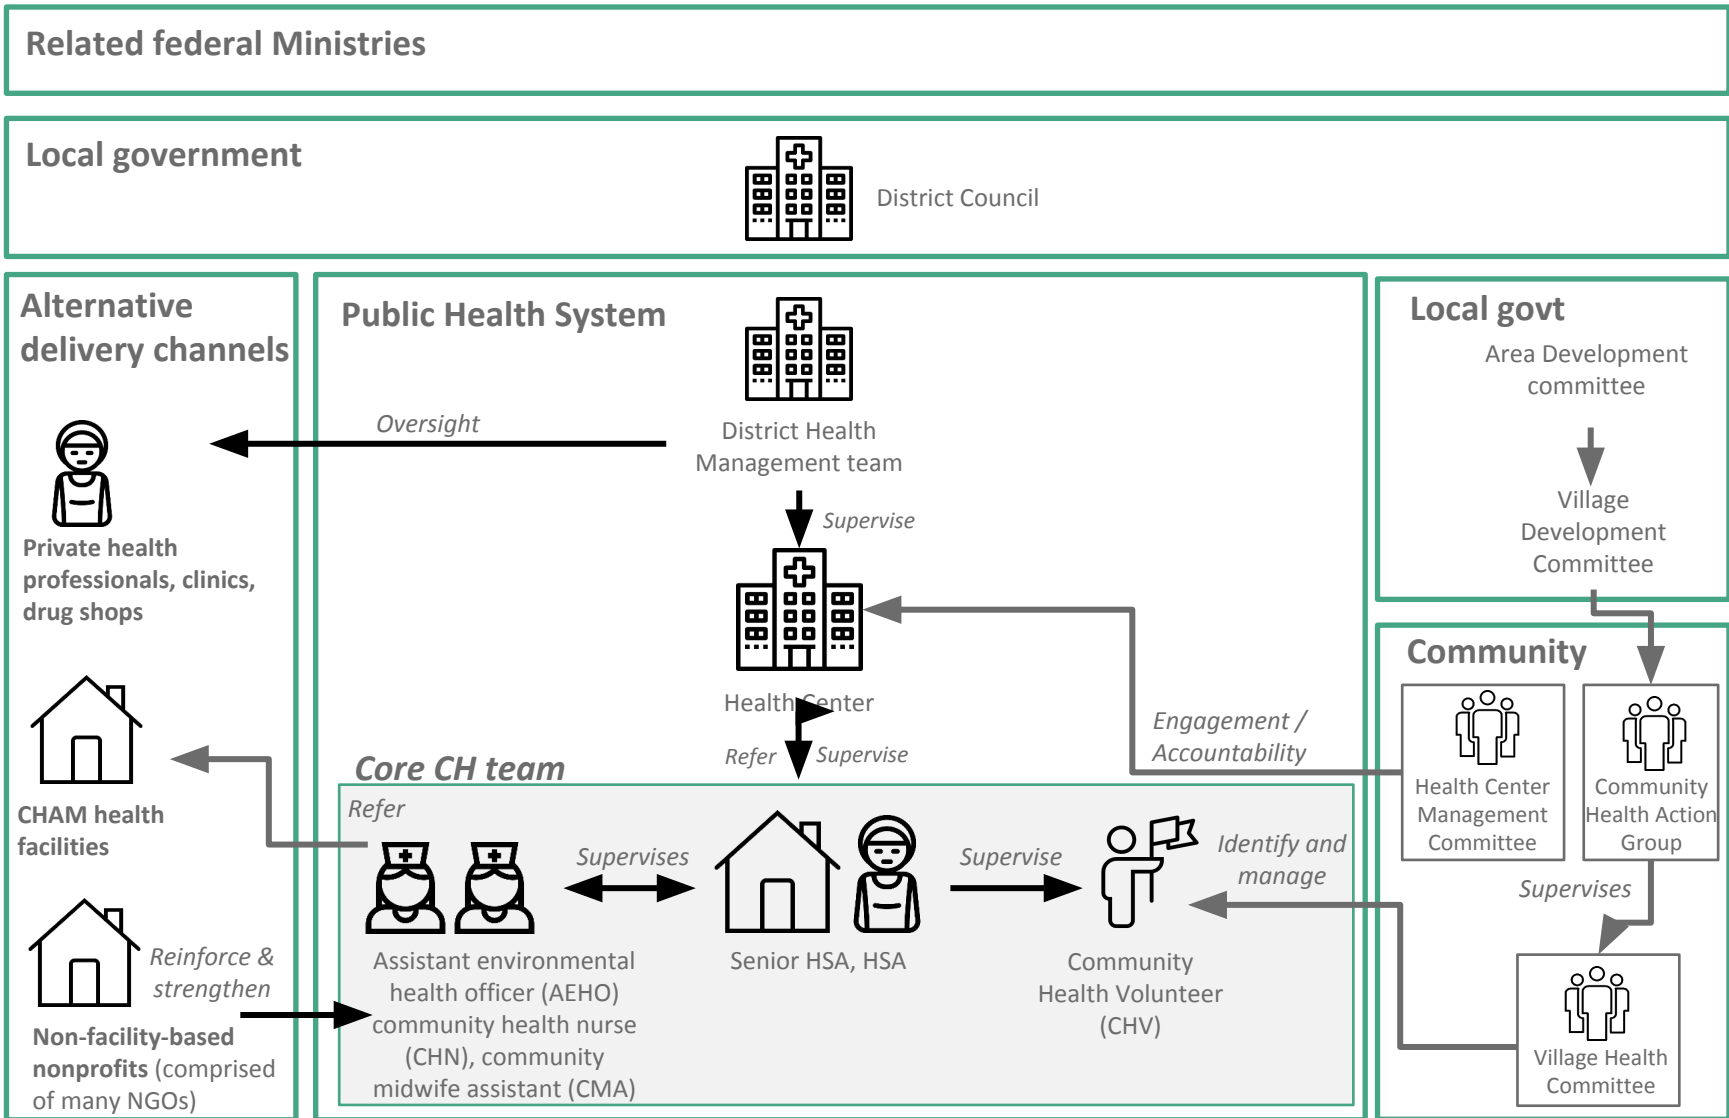 Related federal Ministries
Local government
District Council
Alternative
delivery channels
Private health
professionals, clinics,
drug shops
CHAM health
facilities
Reinforce &
strengthen
Non-facility-based
nonprofits (comprised
of many NGOs)
Public Health System
Oversight
District Health
Management team
Supervise
Health Center
Refer
Supervise
Engagement /
Accountability
Core CH team
Refer
Supervises
Supervise
Identify and
manage
Assistant environmental
health officer (AEHO)
community health nurse
(CHN), community
midwife assistant (CMA)
Senior HSA, HSA
Community
Health Volunteer
(CHV)
Local govt
Area Development
committee
Village
Development
Committee
Community
Health Center
Management
Committee
Community
Health Action
Group
Supervises
Village Health
Committee